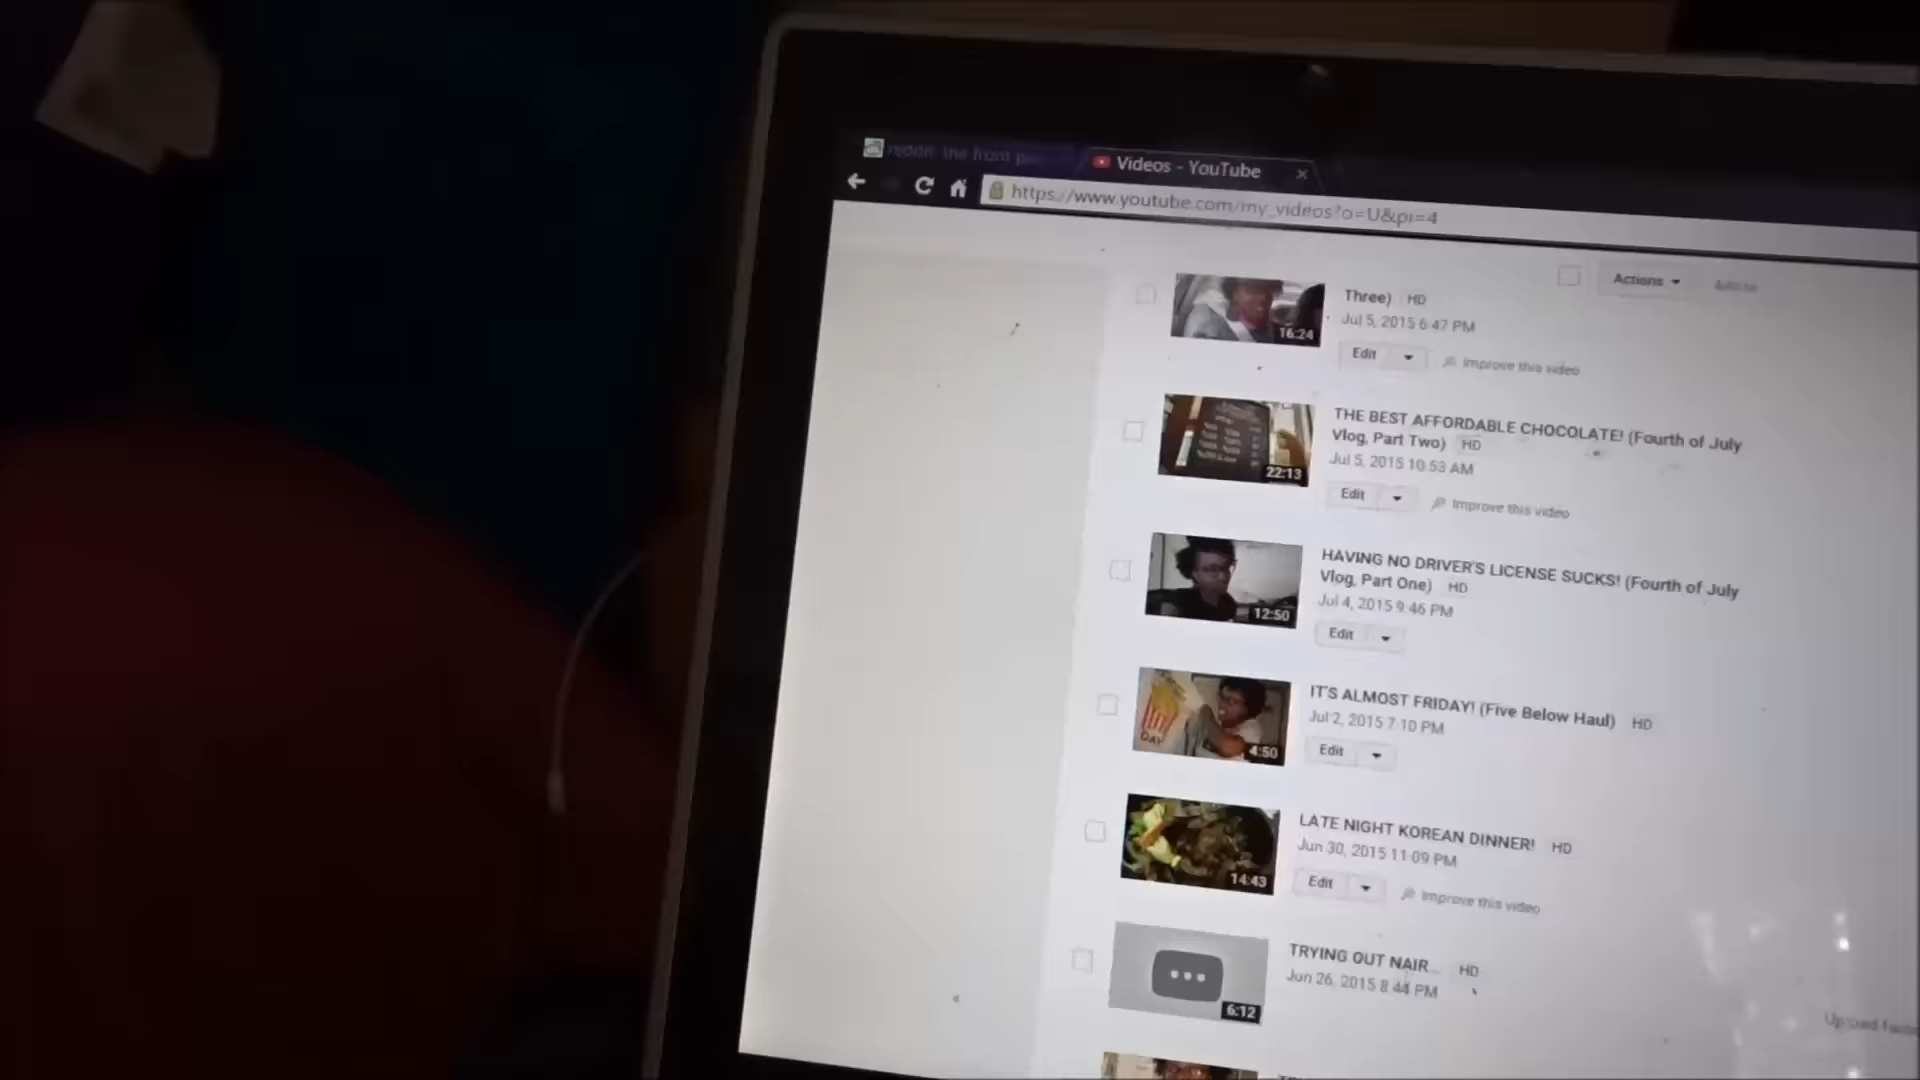 reddit: the front pa
Videos - YouTube
https://www.youtube.com/my_videos?o=U&pi=4
Actions
Three) HD
Jul 5, 2015 6:47 PM
16:24
Edit
Improve this video
THE BEST AFFORDABLE CHOCOLATE! (Fourth of July
Vlog, Part Two) HD
Jul 5, 2015 10:53 AM
22:13
Edit
Improve this video
HAVING NO DRIVER'S LICENSE SUCKS! (Fourth of July
Vlog, Part One) HD
Jul 4, 2015 9:46 PM
12:50
Edit
IT'S ALMOST FRIDAY! (Five Below Haul) HD
Jul 2, 2015 7:10 PM
DAY
4:50
Edit
LATE NIGHT KOREAN DINNER! HD
Jun 30, 2015 11:09 PM
14:43
Edit
Improve this video
TRYING OUT NAIR... HD
Jun 26, 2015 8:44 PM
6:12